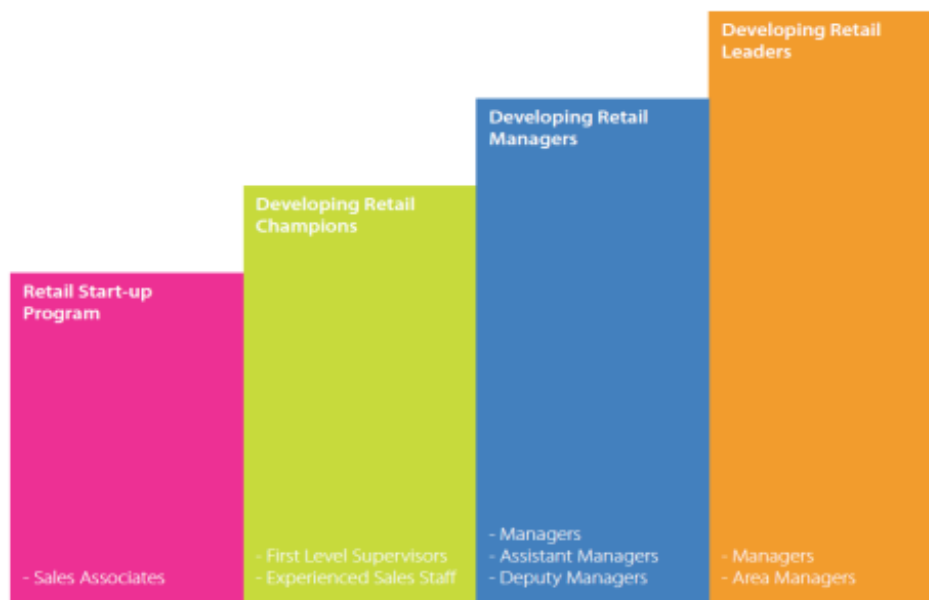 Retail Start-up
Program
- Sales Associates
Developing Retail
Champions
- First Level Supervisors
- Experienced Sales Staff
Developing Retail
Managers
- Managers
- Assistant Managers
- Deputy Managers
Developing Retail
Leaders
- Managers
- Area Managers